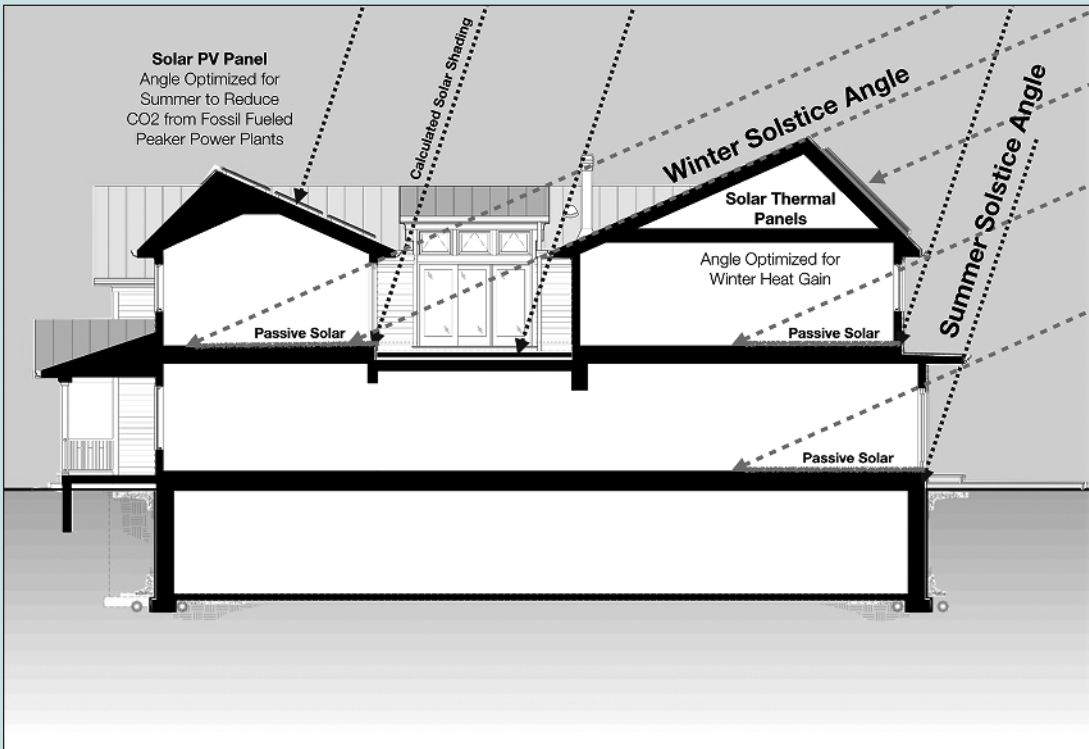 Solar PV Panel
Angle Optimized for
Summer to Reduce
CO2 from Fossil Fueled
Peaker Power Plants
Calculated Solar Shading
Winter Solstice Angle
Summer Solstice Angle
Solar Thermal
Panels
Angle Optimized for
Winter Heat Gain
Passive Solar
Passive Solar
Passive Solar